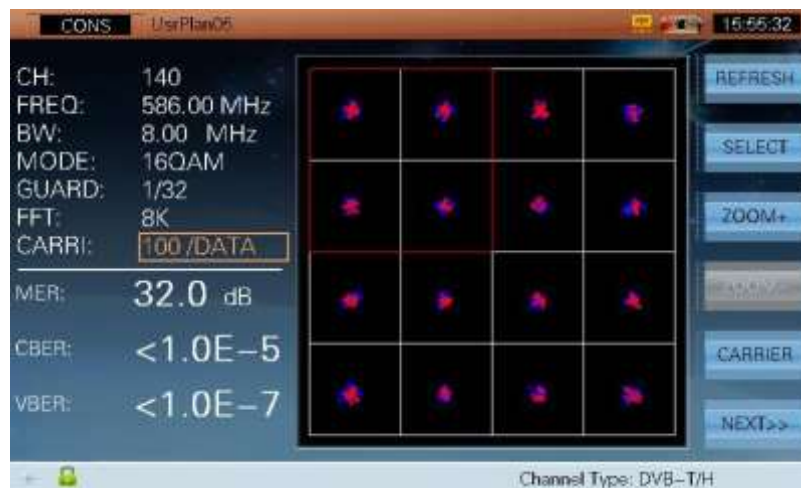 CONS UsrPlan05 15:55:32
CH: 140
FREQ: 586.00 MHz
BW: 8.00 MHz
MODE: 16QAM
GUARD: 1/32
FFT: 8K
CARRI: 100 /DATA
MER: 32.0 dB
CBER: <1.0E-5
VBER: <1.0E-7
REFRESH
SELECT
ZOOM+
CARRIER
NEXT>>
Channel Type: DVB-T/H